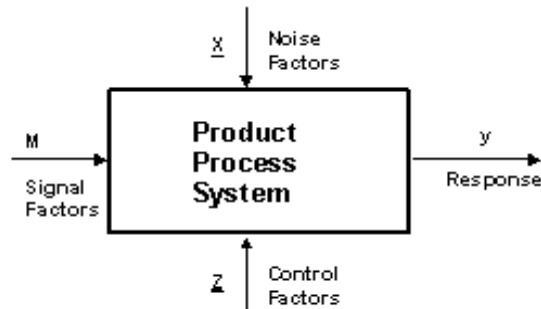 X
Noise
Factors
M
Signal
Factors
Product
Process
System
y
Response
Z
Control
Factors